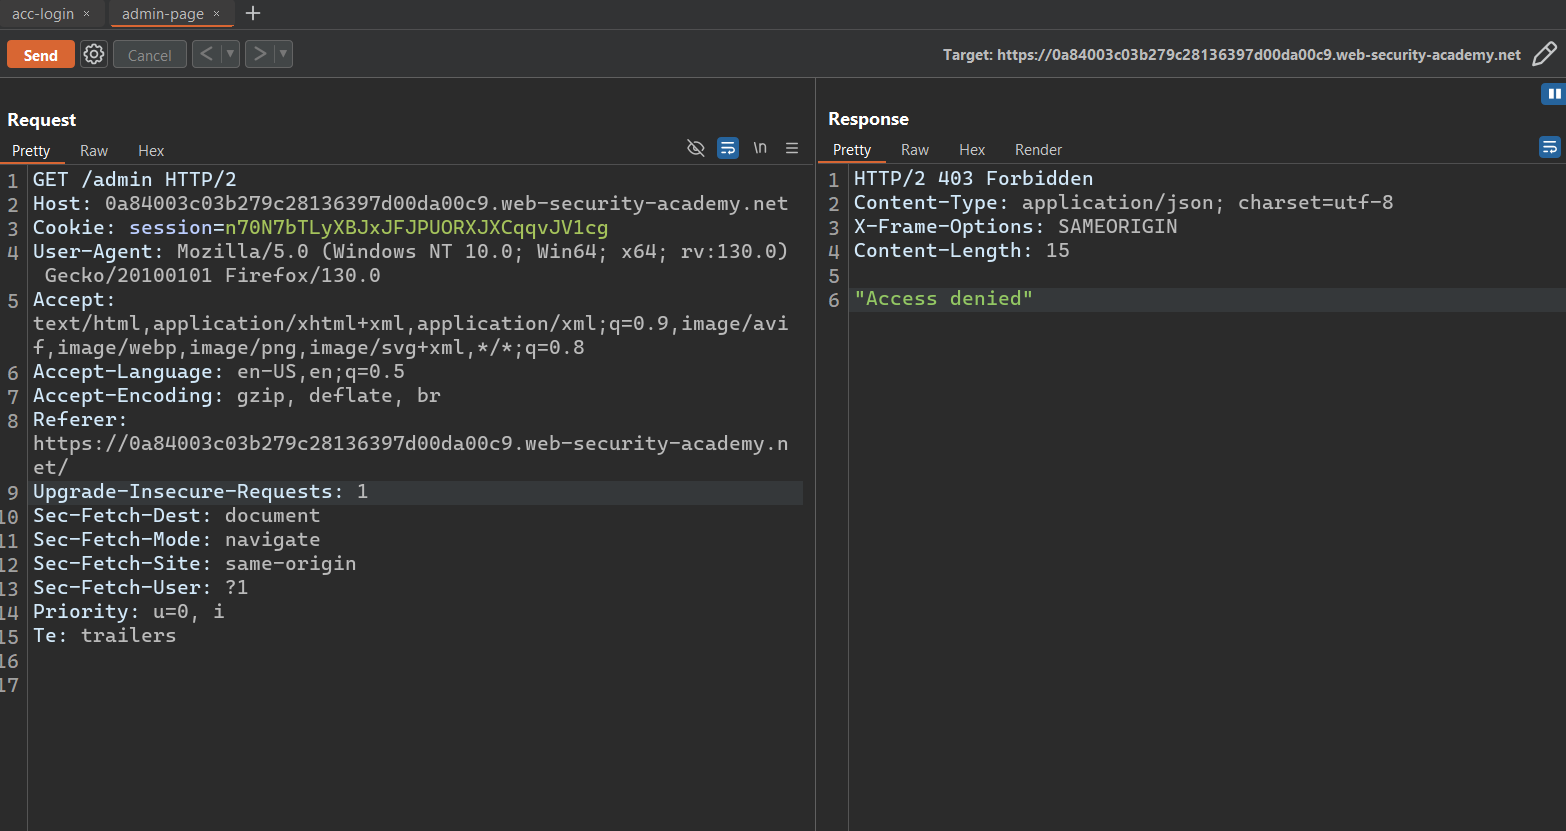 acc-login ×
admin-page ×
+
Send
Cancel
<
>
Target: https://0a84003c03b279c28136397d00da00c9.web-security-academy.net
Request
Pretty
Raw
Hex
\n
1 GET /admin HTTP/2
2 Host: 0a84003c03b279c28136397d00da00c9.web-security-academy.net
3 Cookie: session=n70N7bTLyXBJxJFJPUORXJXCqqvJV1cg
4 User-Agent: Mozilla/5.0 (Windows NT 10.0; Win64; x64; rv:130.0)
Gecko/20100101 Firefox/130.0
5 Accept:
text/html,application/xhtml+xml,application/xml;q=0.9,image/avi
f,image/webp,image/png,image/svg+xml,*/*;q=0.8
6 Accept-Language: en-US,en;q=0.5
7 Accept-Encoding: gzip, deflate, br
8 Referer:
https://0a84003c03b279c28136397d00da00c9.web-security-academy.n
et/
9 Upgrade-Insecure-Requests: 1
10 Sec-Fetch-Dest: document
11 Sec-Fetch-Mode: navigate
12 Sec-Fetch-Site: same-origin
13 Sec-Fetch-User: ?1
14 Priority: u=0, i
15 Te: trailers
16
17
Response
Pretty
Raw
Hex
Render
1 HTTP/2 403 Forbidden
2 Content-Type: application/json; charset=utf-8
3 X-Frame-Options: SAMEORIGIN
4 Content-Length: 15
5
6 "Access denied"